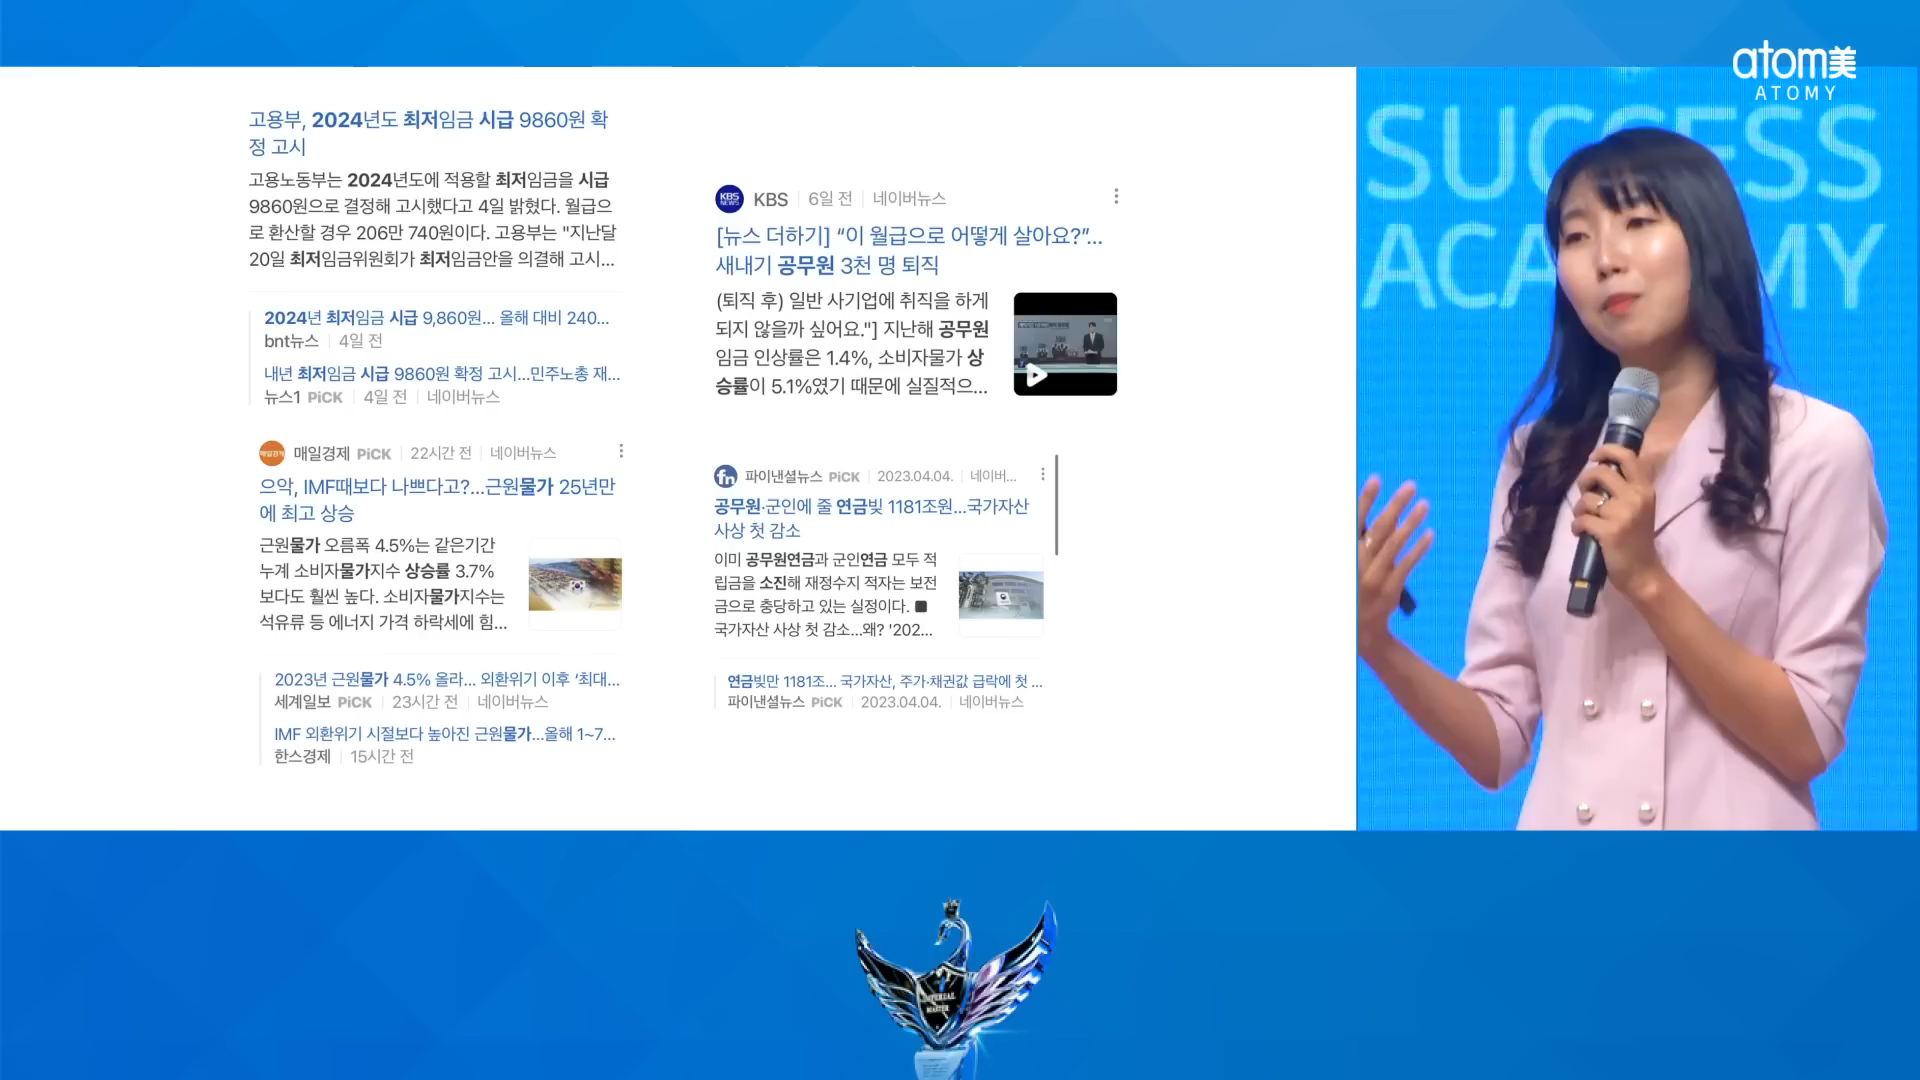 atom美
ATOMY
SUCCESS
ACADEMY
고용부, 2024년도 최저임금 시급 9860원 확
정 고시
고용노동부는 2024년도에 적용할 최저임금을 시급
9860원으로 결정해 고시했다고 4일 밝혔다. 월급으
로 환산할 경우 206만 740원이다. 고용부는 "지난달
20일 최저임금위원회가 최저임금안을 의결해 고시...
2024년 최저임금 시급 9,860원... 올해 대비 240...
bnt뉴스 4일 전
내년 최저임금 시급 9860원 확정 고시...민주노총 재...
뉴스1 PiCK 4일 전 네이버뉴스
매일경제 PiCK 22시간 전 네이버뉴스
으악, IMF때보다 나쁘다고?...근원물가 25년만
에 최고 상승
근원물가 오름폭 4.5%는 같은기간
누계 소비자물가지수 상승률 3.7%
보다도 훨씬 높다. 소비자물가지수는
석유류 등 에너지 가격 하락세에 힘...
2023년 근원물가 4.5% 올라... 외환위기 이후 ‘최대...
세계일보 PiCK 23시간 전 네이버뉴스
IMF 외환위기 시절보다 높아진 근원물가...올해 1~7...
한스경제 15시간 전
KBS NEWS
KBS 6일 전 네이버뉴스
[뉴스 더하기] “이 월급으로 어떻게 살아요?”...
새내기 공무원 3천 명 퇴직
(퇴직 후) 일반 사기업에 취직을 하게
되지 않을까 싶어요."] 지난해 공무원
임금 인상률은 1.4%, 소비자물가 상
승률이 5.1%였기 때문에 실질적으...
fn 파이낸셜뉴스 PiCK 2023.04.04. 네이버...
공무원·군인에 줄 연금빚 1181조원...국가자산
사상 첫 감소
이미 공무원연금과 군인연금 모두 적
립금을 소진해 재정수지 적자는 보전
금으로 충당하고 있는 실정이다. ■
국가자산 사상 첫 감소...왜? '202...
연금빚만 1181조... 국가자산, 주가·채권값 급락에 첫 ...
파이낸셜뉴스 PiCK 2023.04.04. 네이버뉴스
IMPERIAL
MASTER